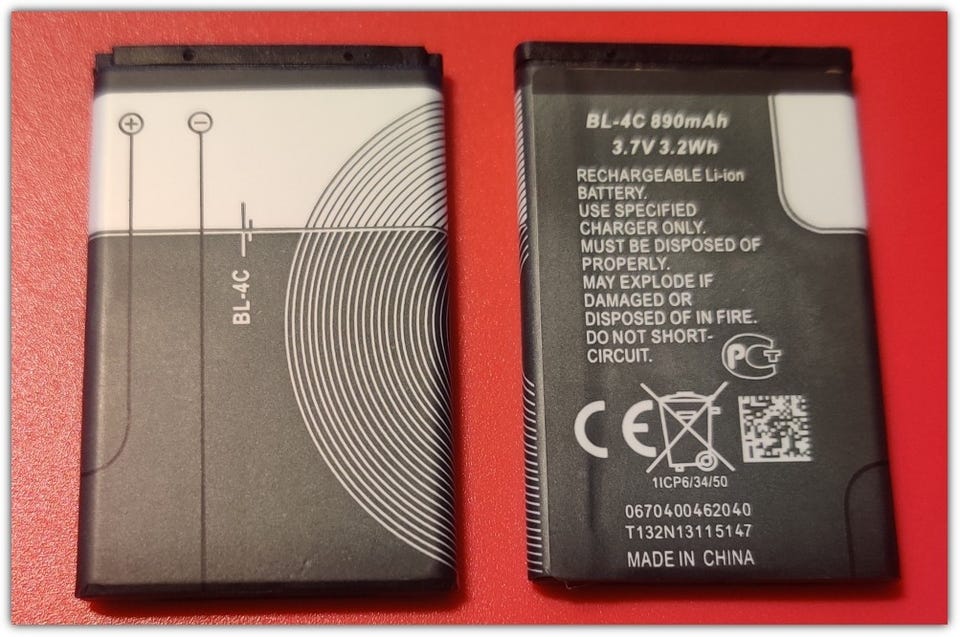 BL-4C
BL-4C 890mAh
3.7V 3.2Wh
RECHARGEABLE Li-ion
BATTERY.
USE SPECIFIED
CHARGER ONLY.
MUST BE DISPOSED OF
PROPERLY.
MAY EXPLODE IF
DAMAGED OR
DISPOSED OF IN FIRE.
DO NOT SHORT-
CIRCUIT.
PCT
CE
1ICP6/34/50
0670400462040
T132N13115147
MADE IN CHINA